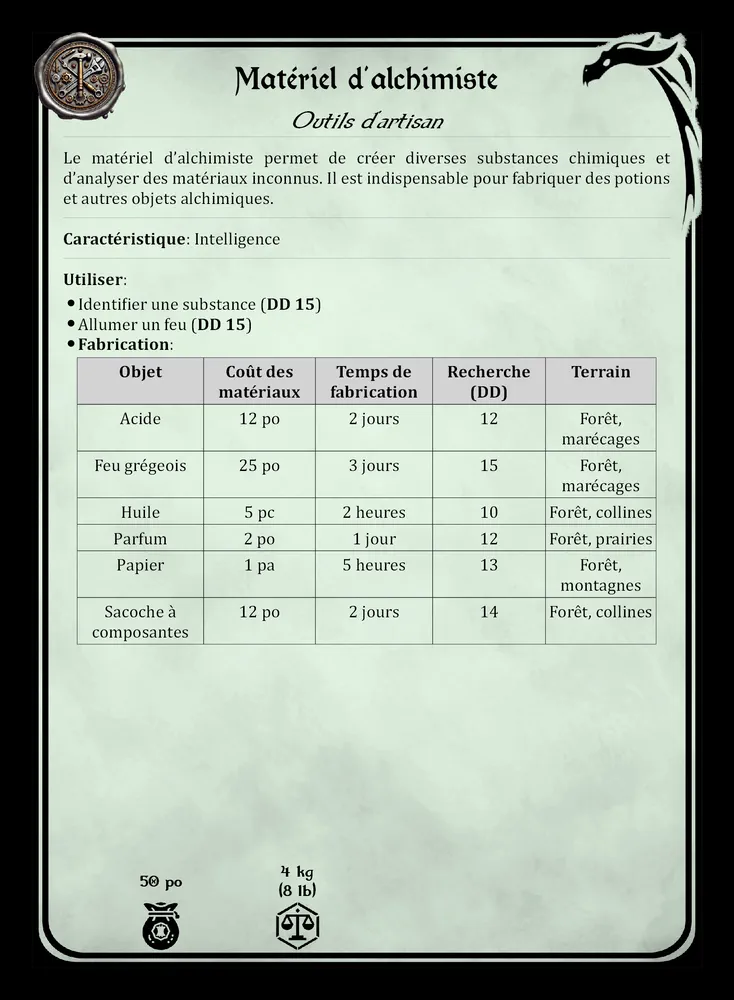 Matériel d'alchimiste
Outils d'artisan
Le matériel d’alchimiste permet de créer diverses substances chimiques et
d’analyser des matériaux inconnus. Il est indispensable pour fabriquer des potions
et autres objets alchimiques.
Caractéristique: Intelligence
Utiliser:
• Identifier une substance (DD 15)
• Allumer un feu (DD 15)
• Fabrication:
Objet Coût des matériaux Temps de fabrication Recherche (DD) Terrain
Acide 12 po 2 jours 12 Forêt, marécages
Feu grégeois 25 po 3 jours 15 Forêt, marécages
Huile 5 pc 2 heures 10 Forêt, collines
Parfum 2 po 1 jour 12 Forêt, prairies
Papier 1 pa 5 heures 13 Forêt, montagnes
Sacoche à composantes 12 po 2 jours 14 Forêt, collines
50 po
4 kg
(8 lb)